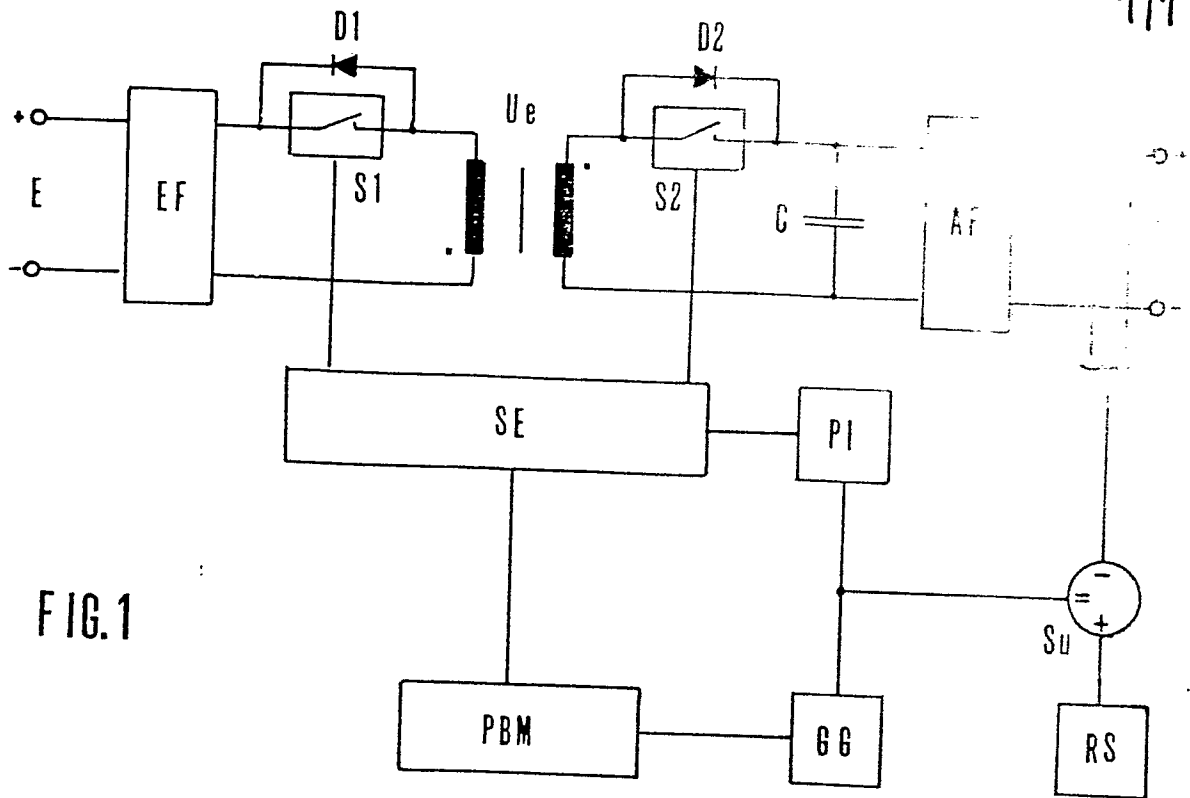 1/1
D1
D2
+
E
-
EF
S1
Ue
S2
C
AF
+
-
SE
PI
FIG. 1
-
=
+
Su
PBM
GG
RS